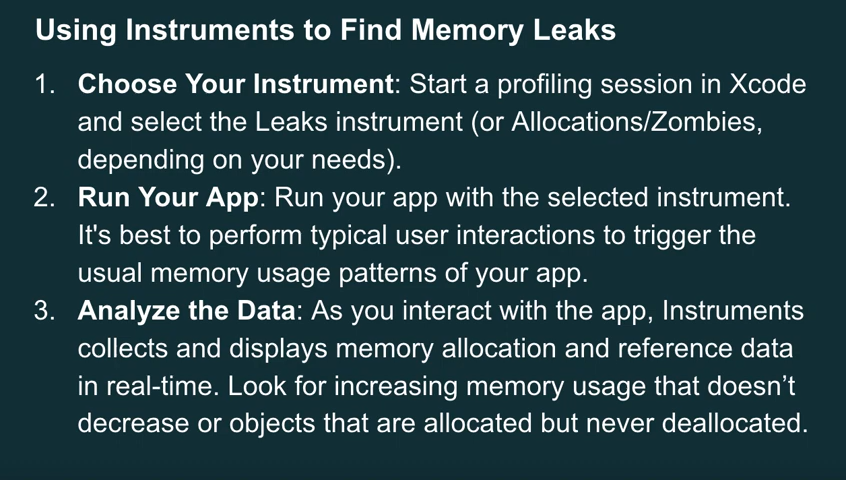 Using Instruments to Find Memory Leaks
1. Choose Your Instrument: Start a profiling session in Xcode
and select the Leaks instrument (or Allocations/Zombies,
depending on your needs).
2. Run Your App: Run your app with the selected instrument.
It's best to perform typical user interactions to trigger the
usual memory usage patterns of your app.
3. Analyze the Data: As you interact with the app, Instruments
collects and displays memory allocation and reference data
in real-time. Look for increasing memory usage that doesn’t
decrease or objects that are allocated but never deallocated.